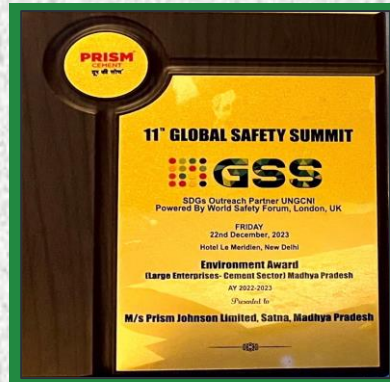 PRISM
CEMENT
दूर की सोच
11th GLOBAL SAFETY SUMMIT
GSS
SDGs Outreach Partner UNGCNI
Powered By World Safety Forum, London, UK
FRIDAY
22nd December, 2023
Hotel Le Meridien, New Delhi
Environment Award
(Large Enterprises- Cement Sector) Madhya Pradesh
AY 2022-2023
Presented to
M/s Prism Johnson Limited, Satna, Madhya Pradesh